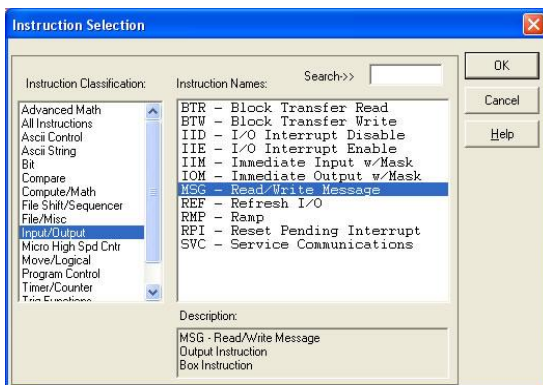 Instruction Selection
Instruction Classification:
Advanced Math
All Instructions
Ascii Control
Ascii String
Bit
Compare
Compute/Math
File Shift/Sequencer
File/Misc
Input/Output
Micro High Spd Cntr
Move/Logical
Program Control
Timer/Counter
Trig Functions
Instruction Names:
Search->>
BTR - Block Transfer Read
BTW - Block Transfer Write
IID - I/O Interrupt Disable
IIE - I/O Interrupt Enable
IIM - Immediate Input w/Mask
IOM - Immediate Output w/Mask
MSG - Read/Write Message
REF - Refresh I/O
RMP - Ramp
RPI - Reset Pending Interrupt
SVC - Service Communications
Description:
MSG - Read/Write Message
Output Instruction
Box Instruction
OK
Cancel
Help